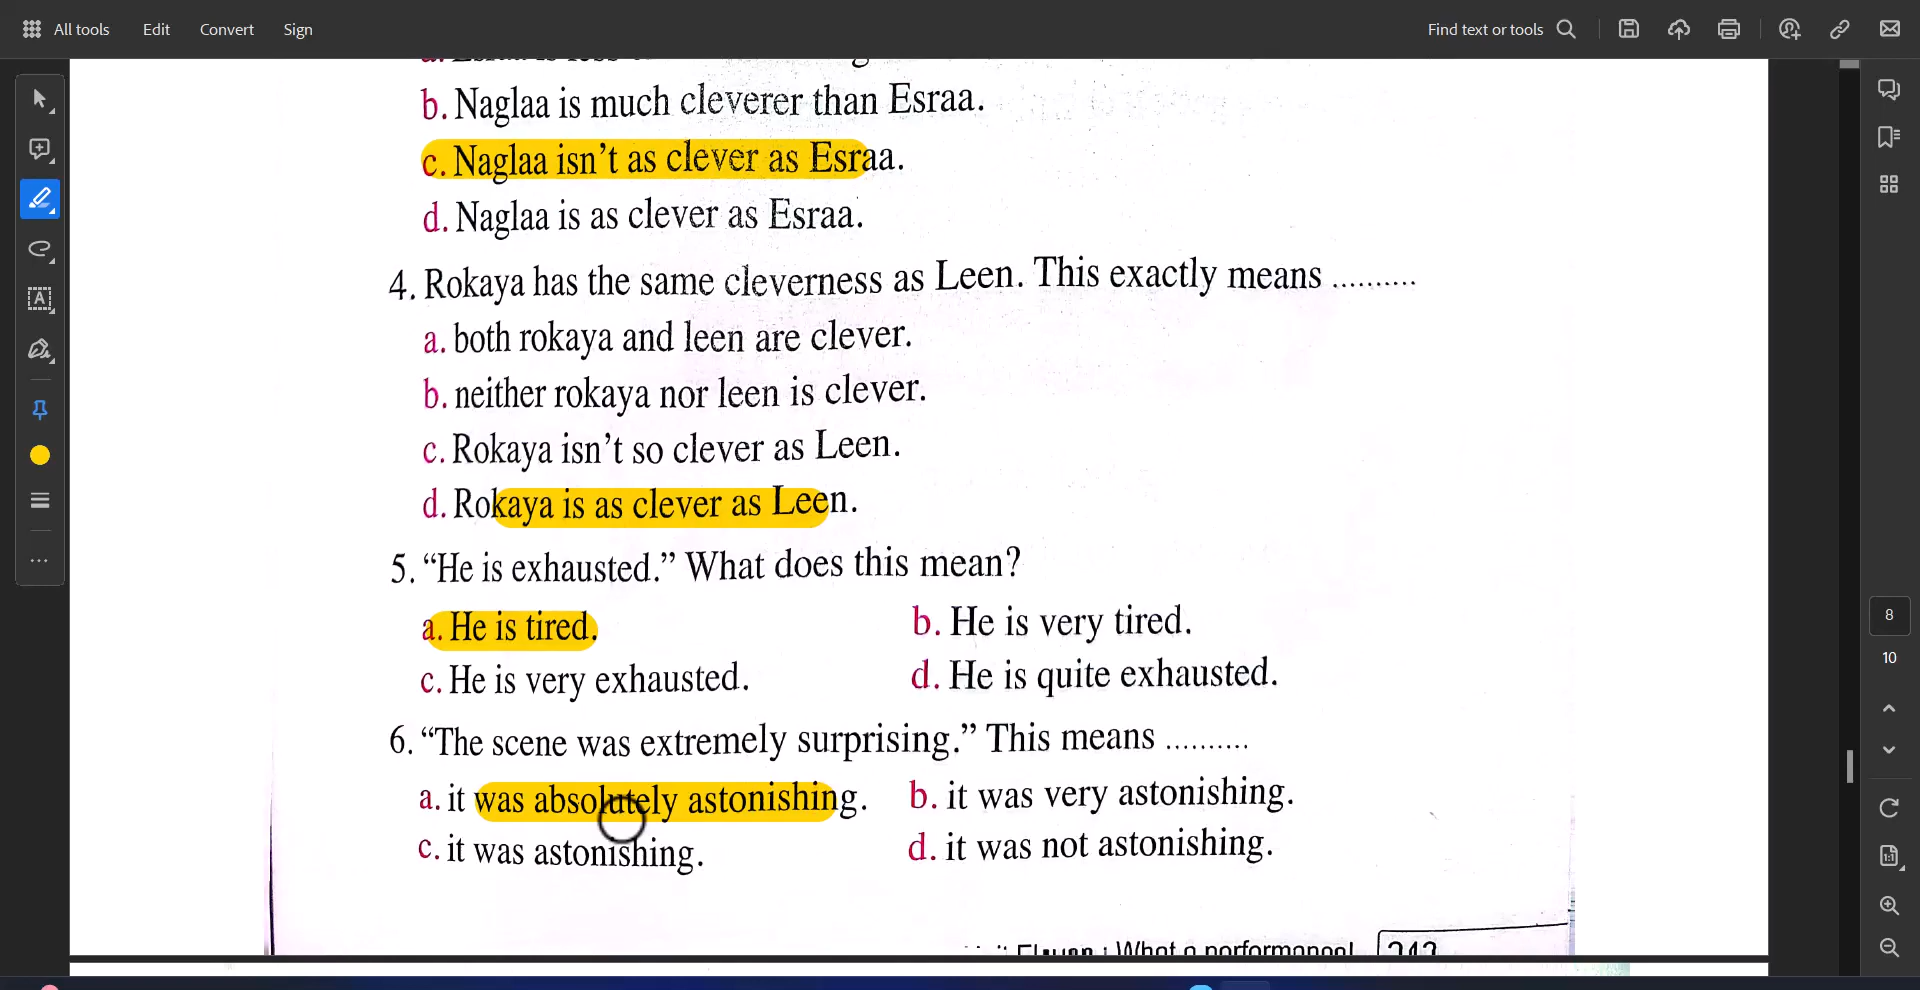 All tools Edit Convert Sign Find text or tools
b. Naglaa is much cleverer than Esraa.
c. Naglaa isn't as clever as Esraa.
d. Naglaa is as clever as Esraa.
4. Rokaya has the same cleverness as Leen. This exactly means ..........
a. both rokaya and leen are clever.
b. neither rokaya nor leen is clever.
c. Rokaya isn't so clever as Leen.
d. Rokaya is as clever as Leen.
5. “He is exhausted.” What does this mean?
a. He is tired. b. He is very tired.
c. He is very exhausted. d. He is quite exhausted.
6. “The scene was extremely surprising.” This means ..........
a. it was absolutely astonishing. b. it was very astonishing.
c. it was astonishing. d. it was not astonishing.
Eleven : What a performance!
8
10